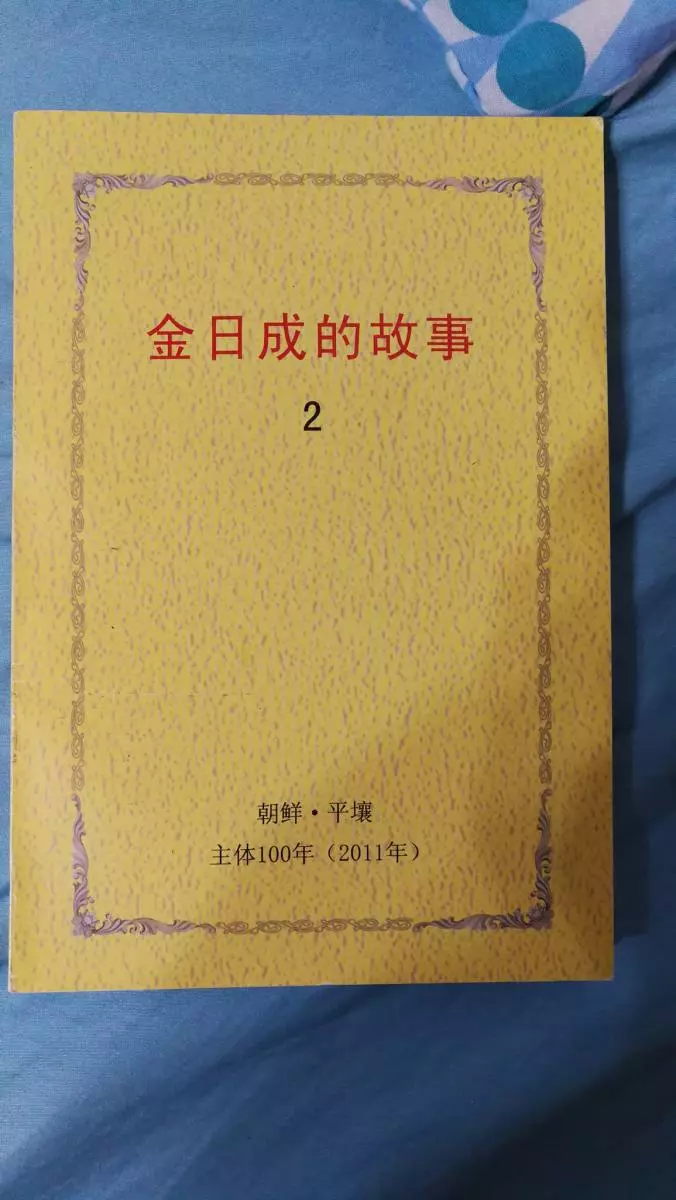 金日成的故事
2
朝鲜·平壤
主体100年（2011年）